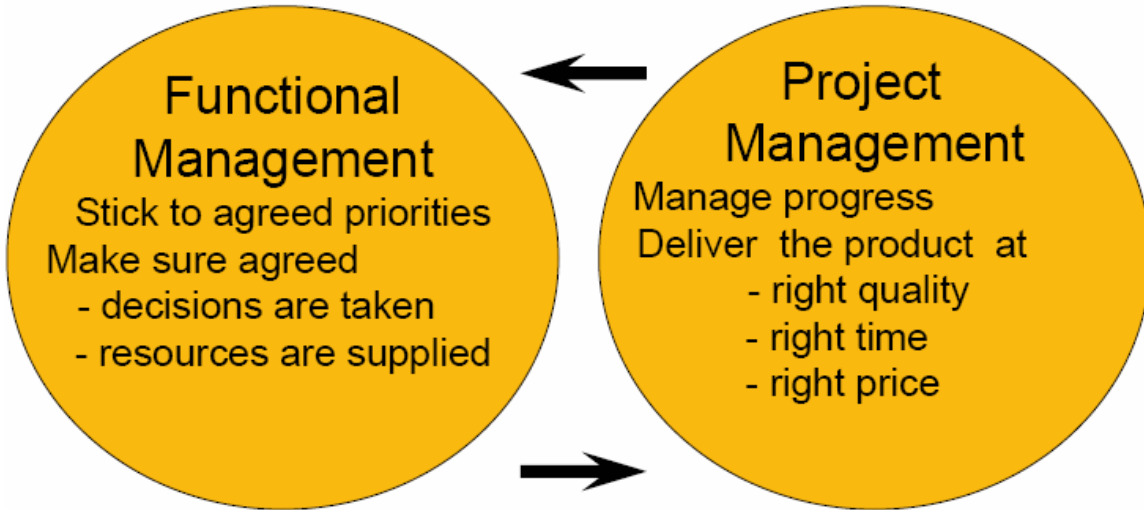 Functional
Management
Stick to agreed priorities
Make sure agreed
- decisions are taken
- resources are supplied
Project
Management
Manage progress
Deliver the product at
- right quality
- right time
- right price